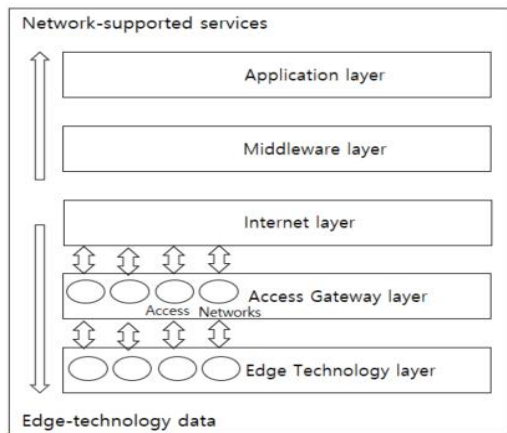 Network-supported services
Application layer
Middleware layer
Internet layer
Access Gateway layer
Access Networks
Edge Technology layer
Edge-technology data